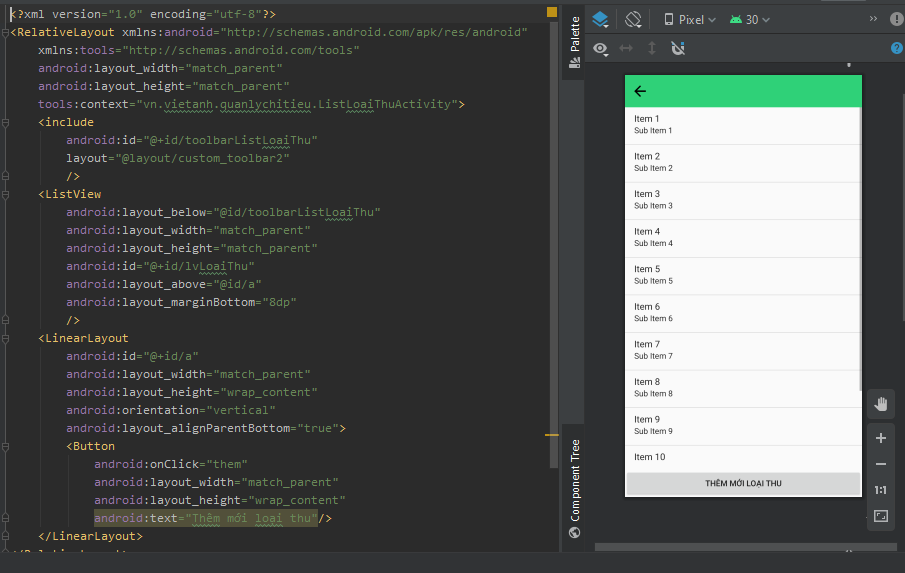 <?xml version="1.0" encoding="utf-8"?>
<RelativeLayout xmlns:android="http://schemas.android.com/apk/res/android"
xmlns:tools="http://schemas.android.com/tools"
android:layout_width="match_parent"
android:layout_height="match_parent"
tools:context="vn.vietanh.quanlychitieu.ListLoaiThuActivity">
<include
android:id="@+id/toolbarListLoaiThu"
layout="@layout/custom_toolbar2"
/>
<ListView
android:layout_below="@id/toolbarListLoaiThu"
android:layout_width="match_parent"
android:layout_height="match_parent"
android:id="@+id/lvLoaiThu"
android:layout_above="@id/a"
android:layout_marginBottom="8dp"
/>
<LinearLayout
android:id="@+id/a"
android:layout_width="match_parent"
android:layout_height="wrap_content"
android:orientation="vertical"
android:layout_alignParentBottom="true">
<Button
android:onClick="them"
android:layout_width="match_parent"
android:layout_height="wrap_content"
android:text="Thêm mới loại thu"/>
</LinearLayout>
Palette
Component Tree
Pixel
30
Item 1
Sub Item 1
Item 2
Sub Item 2
Item 3
Sub Item 3
Item 4
Sub Item 4
Item 5
Sub Item 5
Item 6
Sub Item 6
Item 7
Sub Item 7
Item 8
Sub Item 8
Item 9
Sub Item 9
Item 10
THÊM MỚI LOẠI THU
1:1